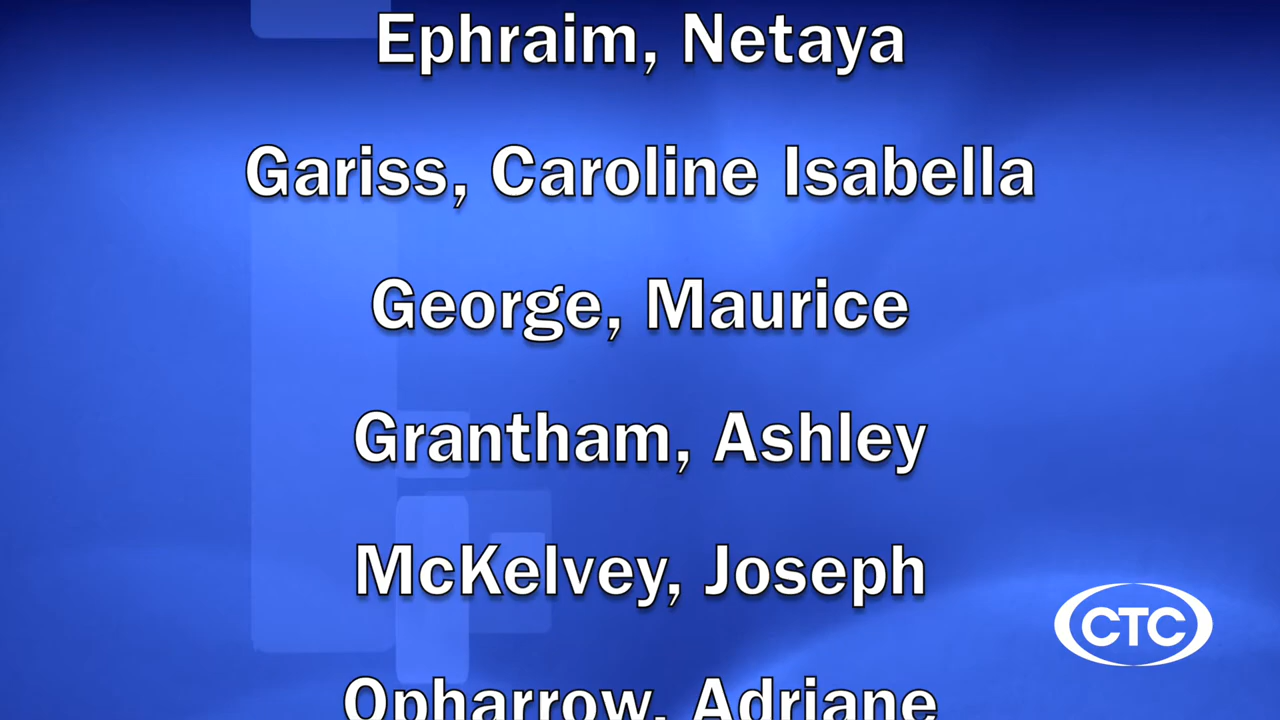 Ephraim, Netaya
Gariss, Caroline Isabella
George, Maurice
Grantham, Ashley
McKelvey, Joseph
Opharrow, Adriane
CTC